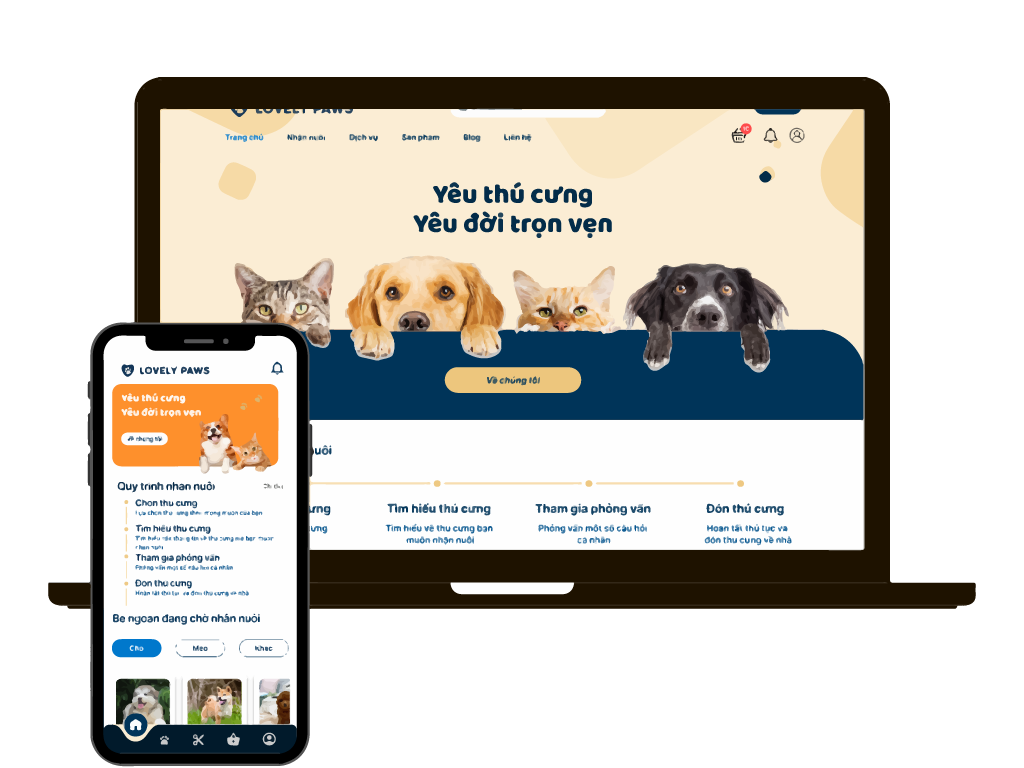 LOVELY PAWS
Trang chủ Nhận nuôi Dịch vụ Sản phẩm Blog Liên hệ
Yêu thú cưng
Yêu đời trọn vẹn
Về chúng tôi
nuôi
Tìm hiểu thú cưng
Tham gia phỏng vấn
Đón thú cưng
Tìm hiểu về thú cưng bạn
muốn nhận nuôi
Phỏng vấn một số câu hỏi
cá nhân
Hoàn tất thủ tục và
đón thú cưng về nhà
LOVELY PAWS
Yêu thú cưng
Yêu đời trọn vẹn
Về chúng tôi
Quy trình nhận nuôi
Chọn thú cưng
Tìm hiểu thú cưng
Tham gia phỏng vấn
Phỏng vấn một số câu hỏi cá nhân
Đón thú cưng
Hoàn tất thủ tục và đón thú cưng về nhà
Bé ngoan đang chờ nhận nuôi
Chó Mèo Khác